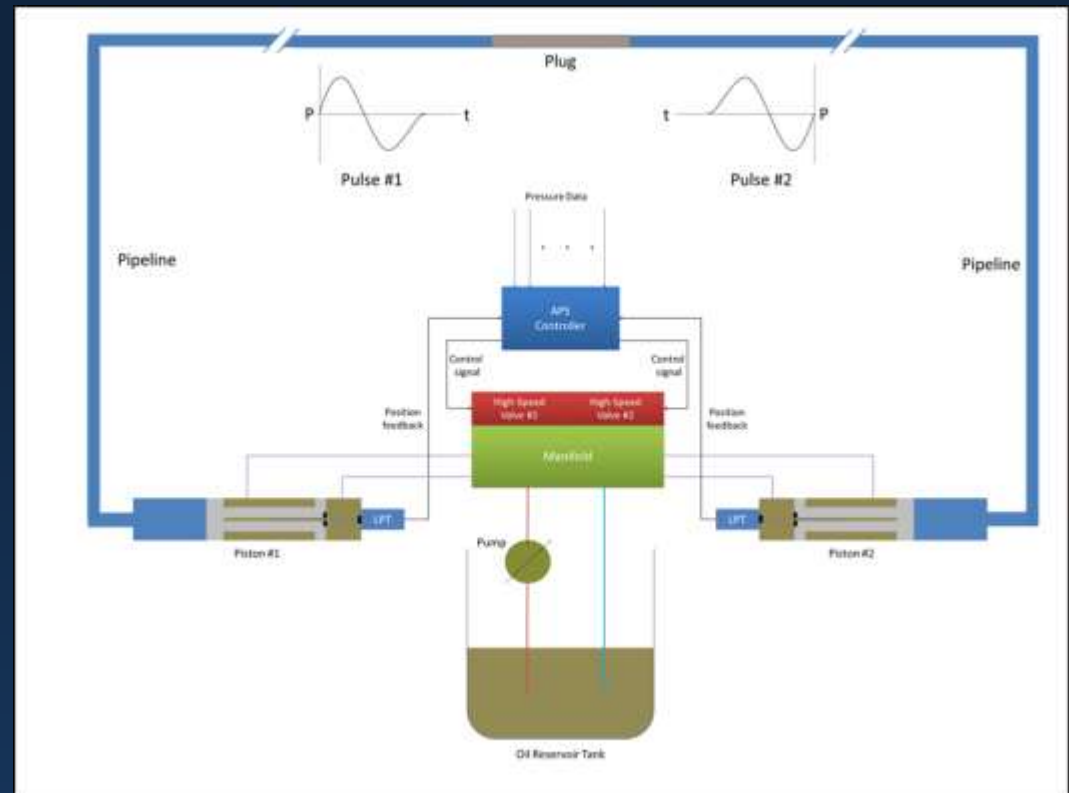 Plug
P
t
t
P
Pulse #1
Pulse #2
Pressure Data
Pipeline
Pipeline
APS
Controller
Control
signal
Control
signal
High Speed
Valve #1
High Speed
Valve #2
Position
feedback
Position
feedback
Manifold
LPT
LPT
Piston #1
Pump
Piston #2
Oil Reservoir Tank